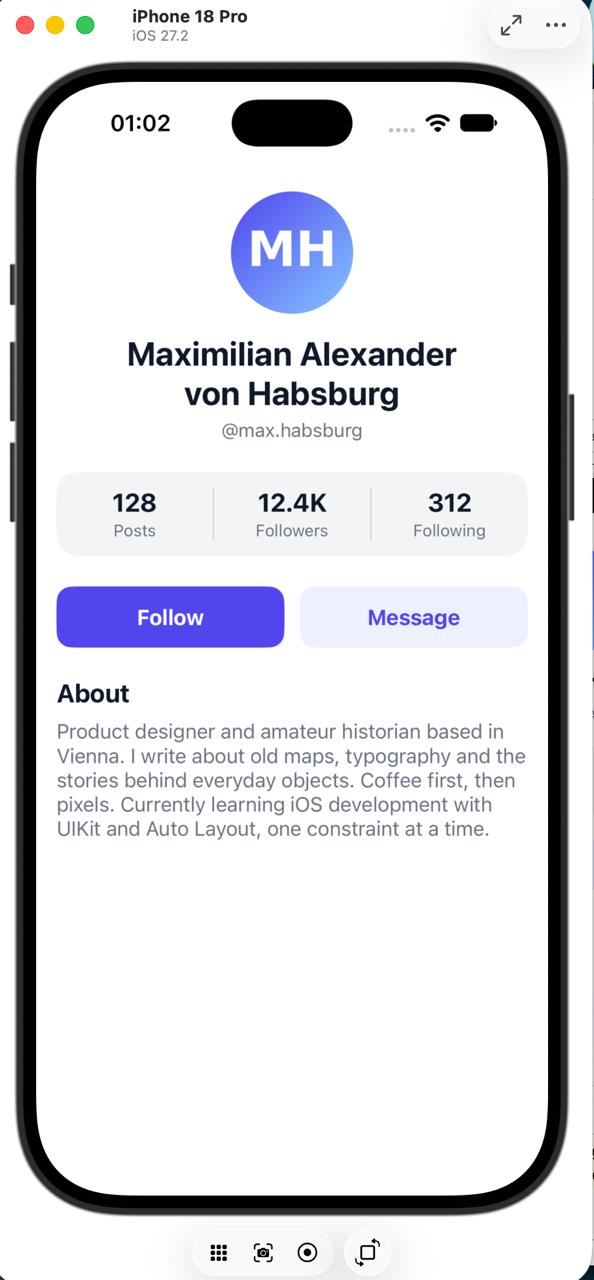 iPhone 18 Pro
iOS 27.2
01:02
MH
Maximilian Alexander
von Habsburg
@max.habsburg
128
Posts
12.4K
Followers
312
Following
Follow
Message
About
Product designer and amateur historian based in
Vienna. I write about old maps, typography and the
stories behind everyday objects. Coffee first, then
pixels. Currently learning iOS development with
UIKit and Auto Layout, one constraint at a time.